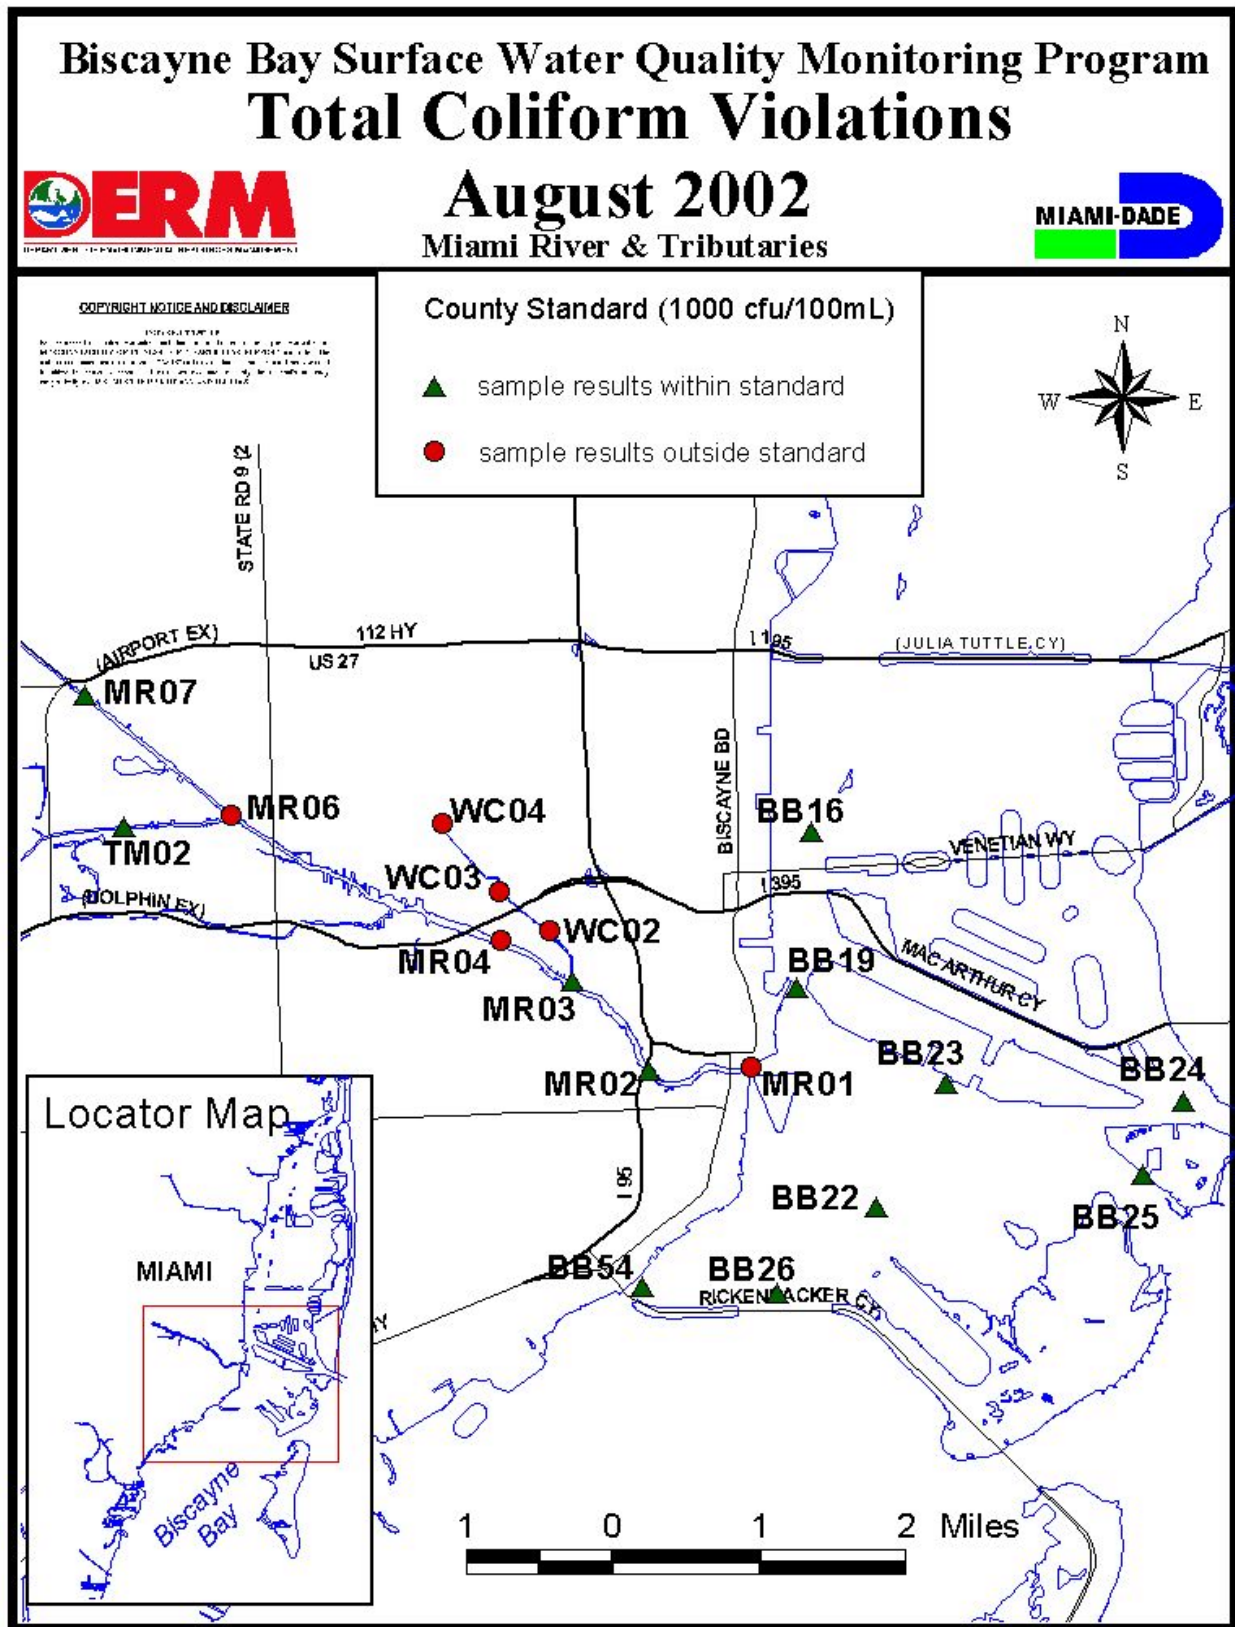 Biscayne Bay Surface Water Quality Monitoring Program
Total Coliform Violations
August 2002
Miami River & Tributaries
DERM
MIAMI-DADE
COPYRIGHT NOTICE AND DISCLAIMER
County Standard (1000 cfu/100mL)
sample results within standard
sample results outside standard
N
W
E
S
STATE RD 9 (2
(AIRPORT EX)
112 HY
US 27
I 195
(JULIA TUTTLE CY)
MR07
BISCAYNE BD
MR06
WC04
BB16
TM02
VENETIAN WY
WC03
I395
(DOLPHIN EX)
WC02
MR04
BB19
MAC ARTHUR CY
MR03
BB23
MR02
MR01
BB24
Locator Map
I 95
BB22
BB25
MIAMI
BB54
BB26
RICKENBACKER CY
Biscayne
Bay
1 0 1 2 Miles